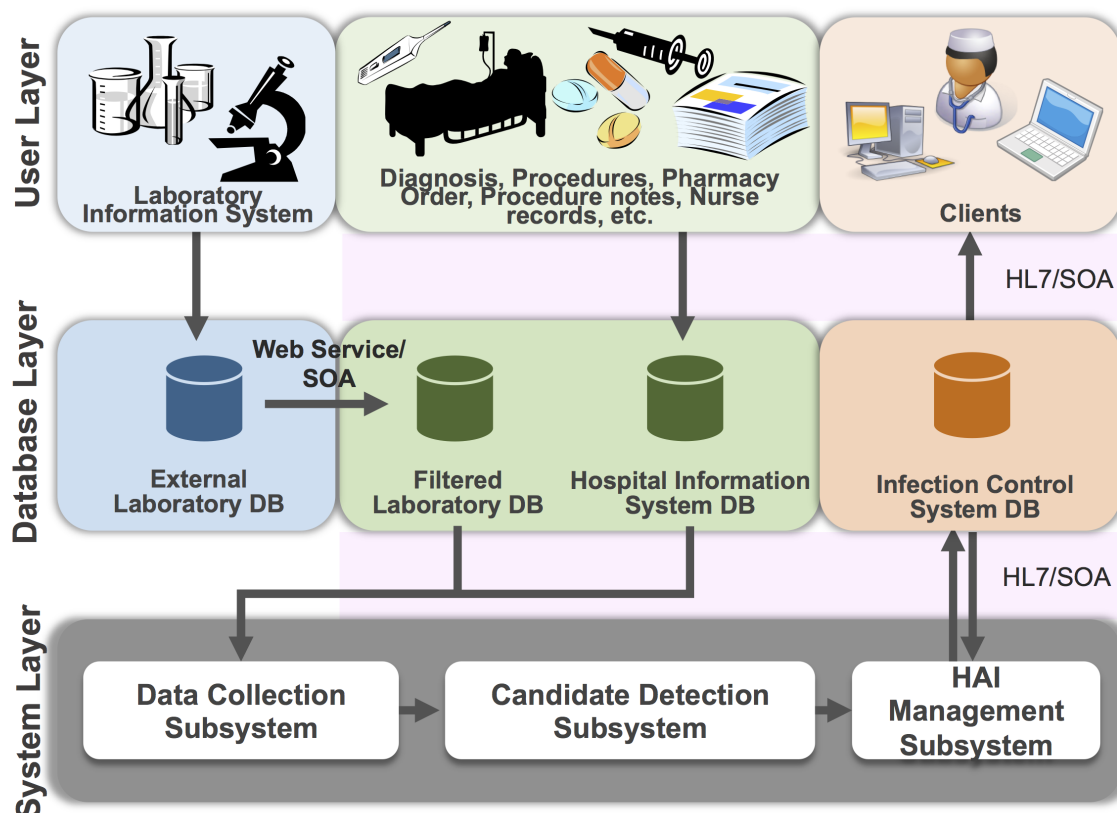 User Layer
Laboratory
Information System
Diagnosis, Procedures, Pharmacy
Order, Procedure notes, Nurse
records, etc.
Clients
HL7/SOA
Database Layer
Web Service/
SOA
External
Laboratory DB
Filtered
Laboratory DB
Hospital Information
System DB
Infection Control
System DB
HL7/SOA
System Layer
Data Collection
Subsystem
Candidate Detection
Subsystem
HAI
Management
Subsystem